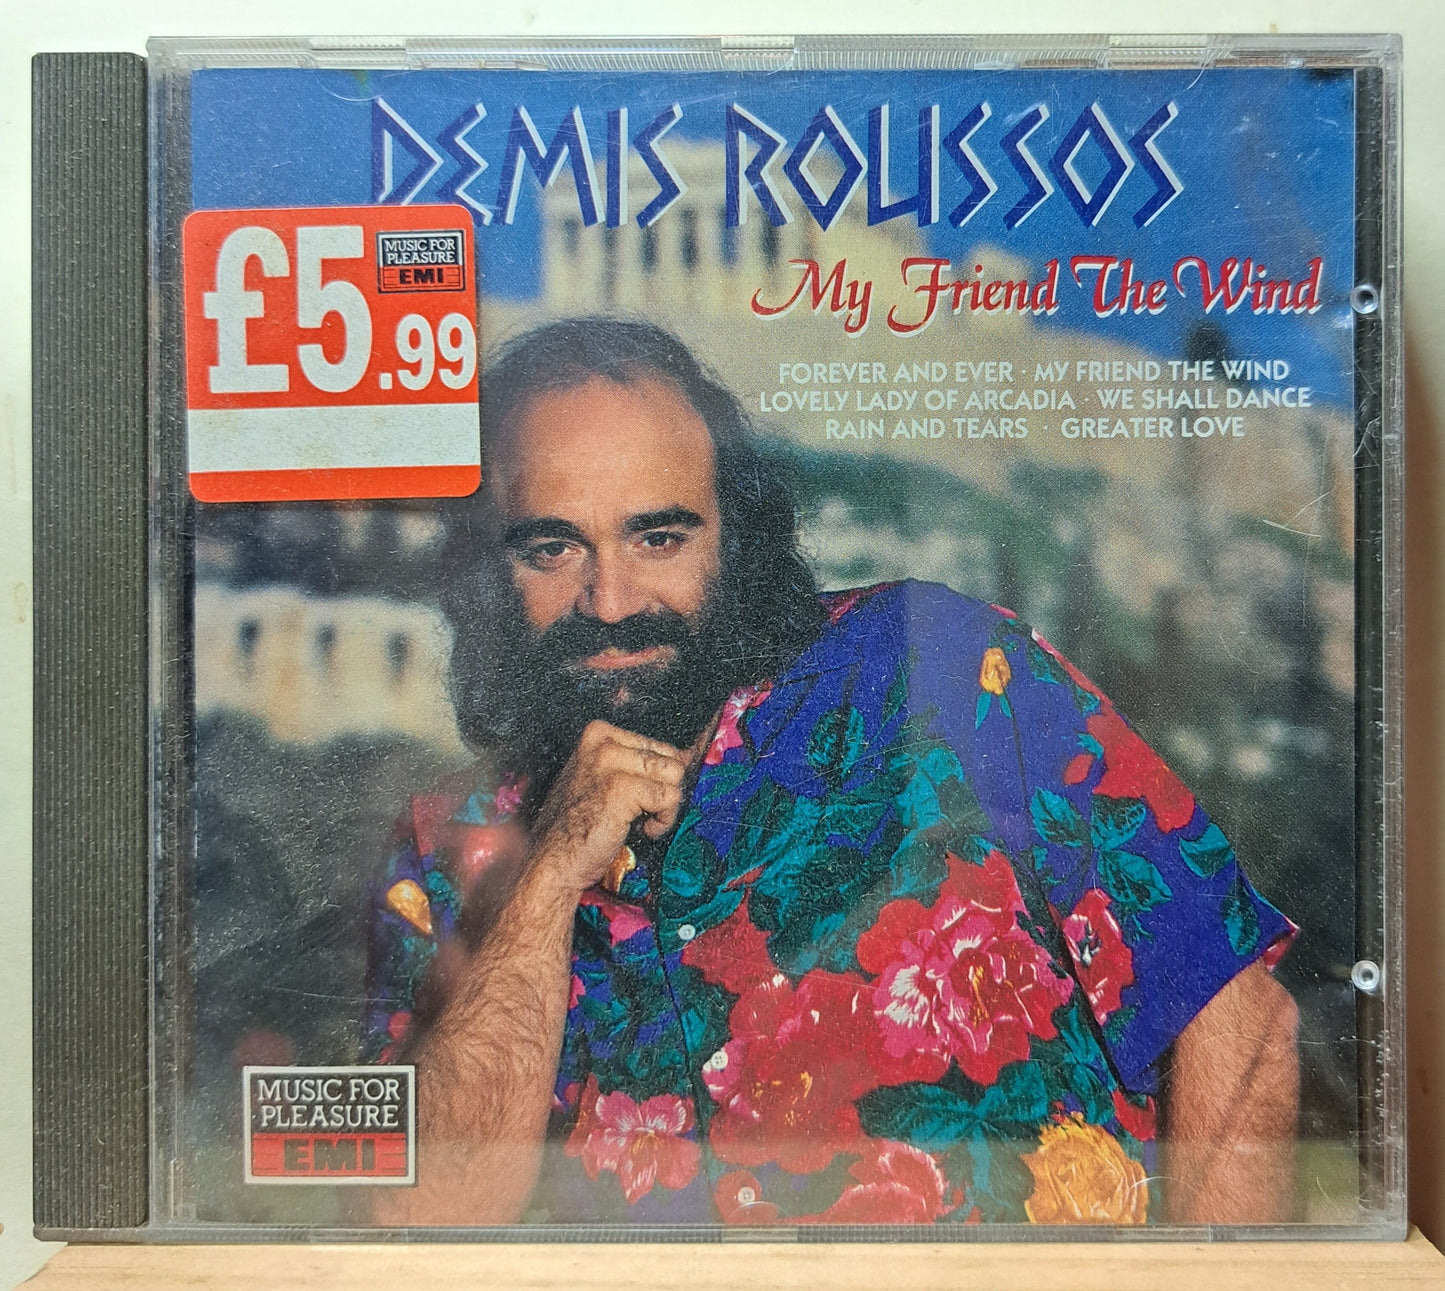 DEMIS ROUSSOS
My Friend The Wind
FOREVER AND EVER · MY FRIEND THE WIND
LOVELY LADY OF ARCADIA · WE SHALL DANCE
RAIN AND TEARS · GREATER LOVE
£5.99
MUSIC FOR
PLEASURE
EMI
MUSIC FOR
PLEASURE
EMI